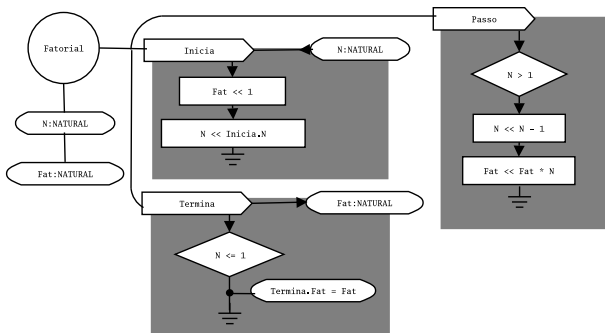 Fatorial
N:NATURAL
Fat:NATURAL
Inicia
N:NATURAL
Fat << 1
N << Inicia.N
Termina
Fat:NATURAL
N <= 1
Termina.Fat = Fat
Passo
N > 1
N << N - 1
Fat << Fat * N